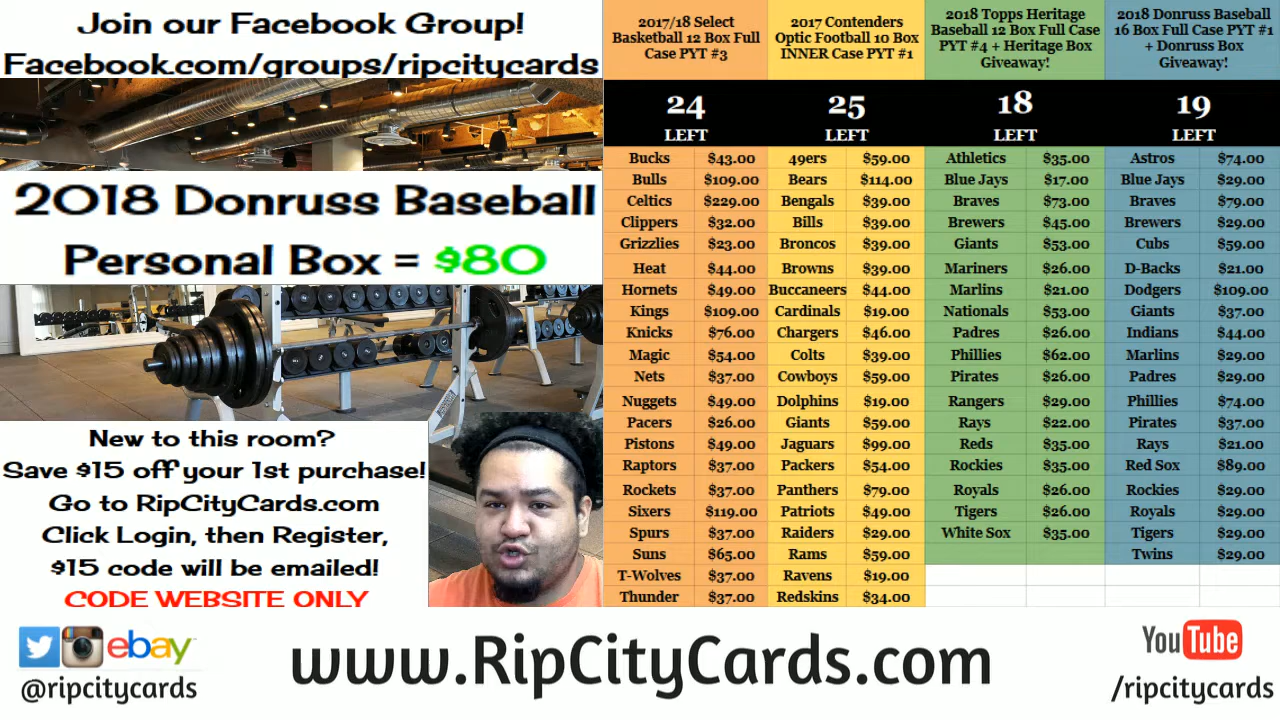 Join our Facebook Group!
Facebook.com/groups/ripcitycards
2018 Donruss Baseball
Personal Box = $80
New to this room?
Save $15 off your 1st purchase!
Go to RipCityCards.com
Click Login, then Register,
$15 code will be emailed!
CODE WEBSITE ONLY
2017/18 Select
Basketball 12 Box Full
Case PYT #3
24
LEFT
Bucks $43.00
Bulls $109.00
Celtics $229.00
Clippers $32.00
Grizzlies $23.00
Heat $44.00
Hornets $49.00
Kings $109.00
Knicks $76.00
Magic $54.00
Nets $37.00
Nuggets $49.00
Pacers $26.00
Pistons $49.00
Raptors $37.00
Rockets $37.00
Sixers $119.00
Spurs $37.00
Suns $65.00
T-Wolves $37.00
Thunder $37.00
2017 Contenders
Optic Football 10 Box
INNER Case PYT #1
25
LEFT
49ers $59.00
Bears $114.00
Bengals $39.00
Bills $39.00
Broncos $39.00
Browns $39.00
Buccaneers $44.00
Cardinals $19.00
Chargers $46.00
Colts $39.00
Cowboys $59.00
Dolphins $19.00
Giants $59.00
Jaguars $99.00
Packers $54.00
Panthers $79.00
Patriots $49.00
Raiders $29.00
Rams $59.00
Ravens $19.00
Redskins $34.00
2018 Topps Heritage
Baseball 12 Box Full Case
PYT #4 + Heritage Box
Giveaway!
18
LEFT
Athletics $35.00
Blue Jays $17.00
Braves $73.00
Brewers $45.00
Giants $53.00
Mariners $26.00
Marlins $21.00
Nationals $53.00
Padres $26.00
Phillies $62.00
Pirates $26.00
Rangers $29.00
Rays $22.00
Reds $35.00
Rockies $35.00
Royals $26.00
Tigers $26.00
White Sox $35.00
2018 Donruss Baseball
16 Box Full Case PYT #1
+ Donruss Box
Giveaway!
19
LEFT
Astros $74.00
Blue Jays $29.00
Braves $79.00
Brewers $29.00
Cubs $59.00
D-Backs $21.00
Dodgers $109.00
Giants $37.00
Indians $44.00
Marlins $29.00
Padres $29.00
Phillies $74.00
Pirates $37.00
Rays $21.00
Red Sox $89.00
Rockies $29.00
Royals $29.00
Tigers $29.00
Twins $29.00
ebay
@ripcitycards
www.RipCityCards.com
YouTube
/ripcitycards